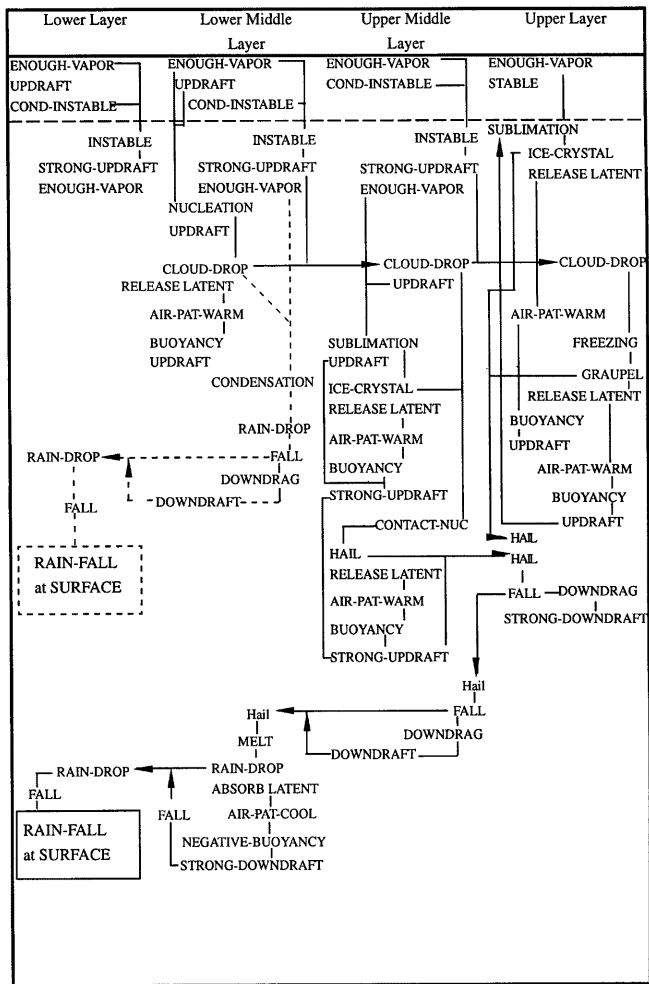 Lower Layer
Lower Middle
Layer
Upper Middle
Layer
Upper Layer
ENOUGH-VAPOR
UPDRAFT
COND-INSTABLE
INSTABLE
STRONG-UPDRAFT
ENOUGH-VAPOR
RAIN-DROP
FALL
RAIN-FALL
at SURFACE
RAIN-DROP
FALL
RAIN-FALL
at SURFACE
ENOUGH-VAPOR
UPDRAFT
COND-INSTABLE
INSTABLE
STRONG-UPDRAFT
ENOUGH-VAPOR
NUCLEATION
UPDRAFT
CLOUD-DROP
RELEASE LATENT
AIR-PAT-WARM
BUOYANCY
UPDRAFT
CONDENSATION
RAIN-DROP
FALL
DOWNDRAG
DOWNDRAFT
Hail
MELT
RAIN-DROP
ABSORB LATENT
FALL
AIR-PAT-COOL
NEGATIVE-BUOYANCY
STRONG-DOWNDRAFT
ENOUGH-VAPOR
COND-INSTABLE
INSTABLE
STRONG-UPDRAFT
ENOUGH-VAPOR
CLOUD-DROP
UPDRAFT
SUBLIMATION
UPDRAFT
ICE-CRYSTAL
RELEASE LATENT
AIR-PAT-WARM
BUOYANCY
STRONG-UPDRAFT
CONTACT-NUC
HAIL
RELEASE LATENT
AIR-PAT-WARM
BUOYANCY
STRONG-UPDRAFT
Hail
FALL
DOWNDRAG
DOWNDRAFT
ENOUGH-VAPOR
STABLE
SUBLIMATION
ICE-CRYSTAL
RELEASE LATENT
CLOUD-DROP
AIR-PAT-WARM
FREEZING
GRAUPEL
RELEASE LATENT
BUOYANCY
UPDRAFT
AIR-PAT-WARM
BUOYANCY
UPDRAFT
HAIL
HAIL
FALL
DOWNDRAG
STRONG-DOWNDRAFT